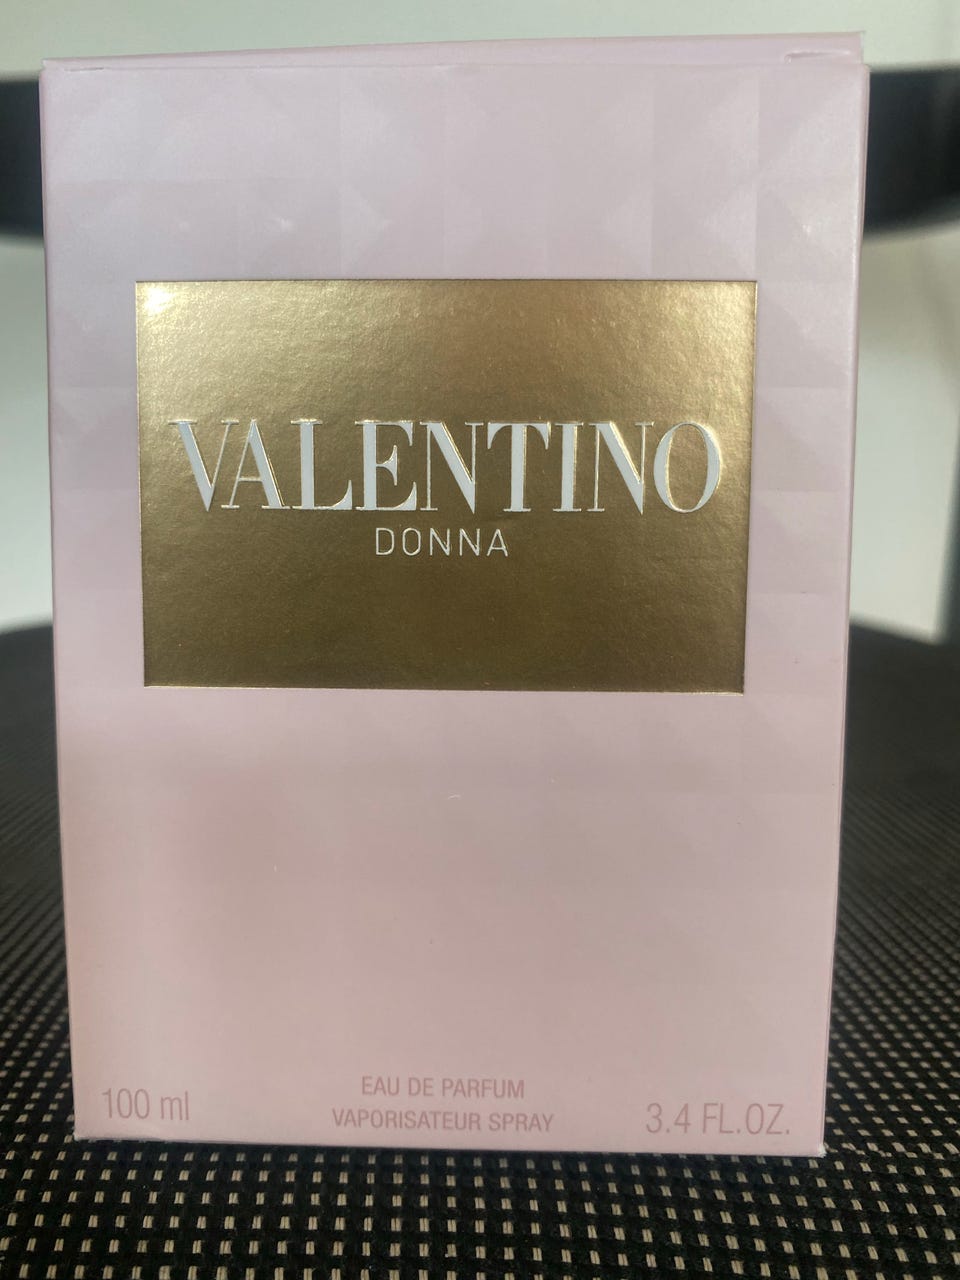 VALENTINO
DONNA
100 ml
EAU DE PARFUM
VAPORISATEUR SPRAY
3.4 FL.OZ.